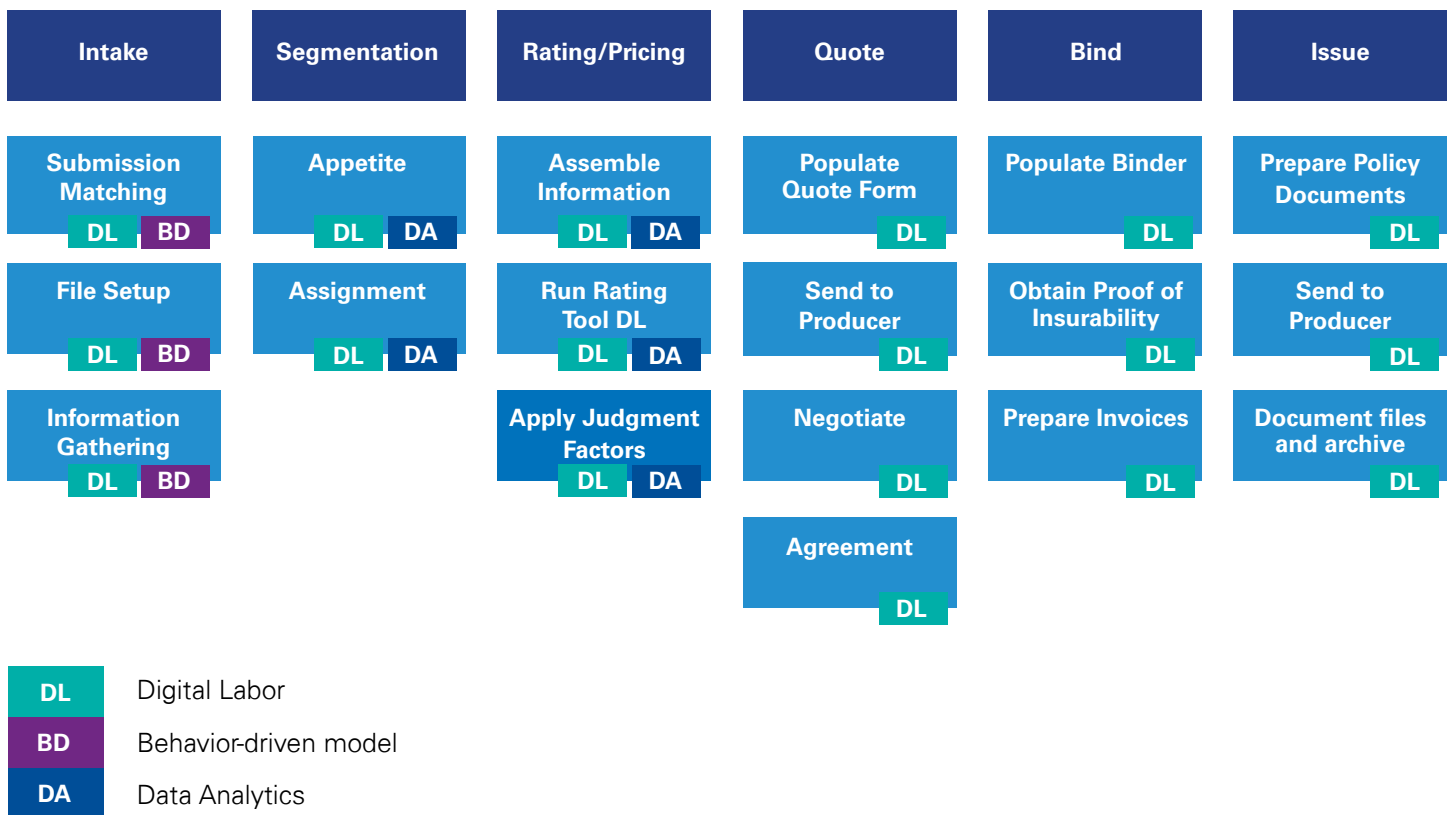 Intake
Segmentation
Rating/Pricing
Quote
Bind
Issue
Submission
Matching
DL BD
File Setup
DL BD
Information
Gathering
DL BD
Appetite
DL DA
Assignment
DL DA
Assemble
Information
DL DA
Run Rating
Tool DL
DL DA
Apply Judgment
Factors
DL DA
Populate
Quote Form
DL
Send to
Producer
DL
Negotiate
DL
Agreement
DL
Populate Binder
DL
Obtain Proof of
Insurability
DL
Prepare Invoices
DL
Prepare Policy
Documents
DL
Send to
Producer
DL
Document files
and archive
DL
DL Digital Labor
BD Behavior-driven model
DA Data Analytics